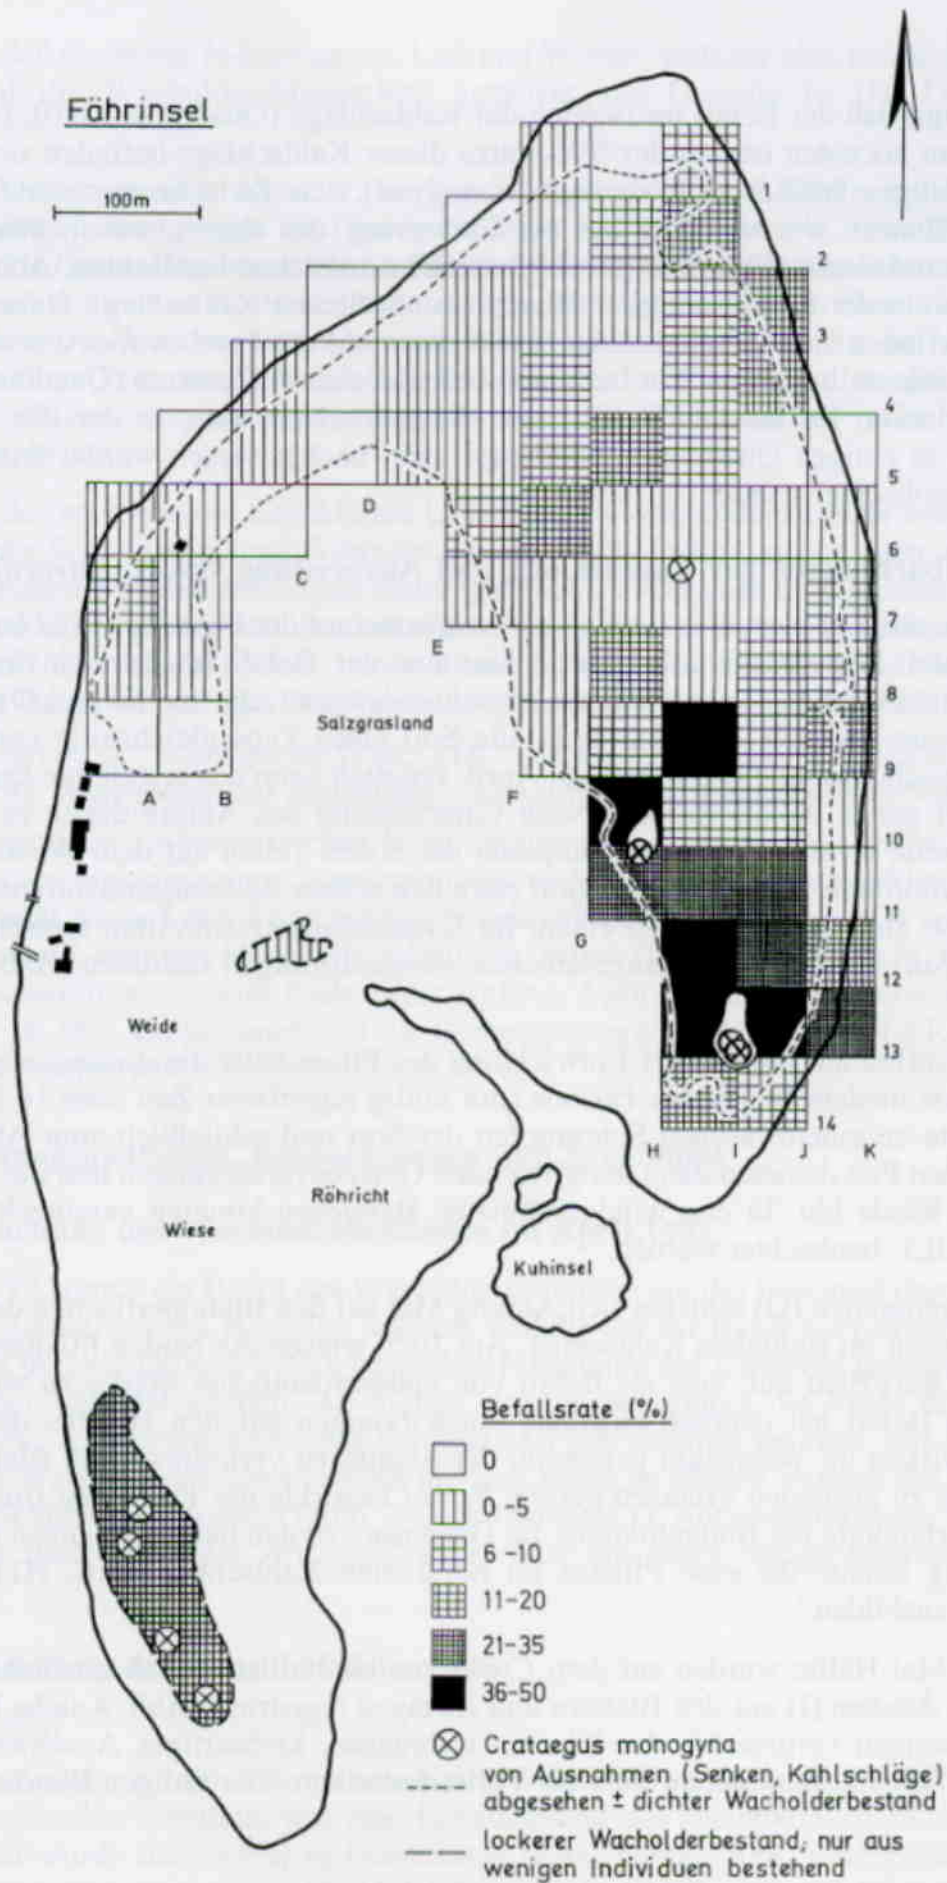 Fährinsel
100m
2
3
4
5
D
6
C
7
E
8
Salzgrasland
9
A
B
F
10
11
G
12
Weide
13
14
H
I
J
K
Röhricht
Wiese
Kuhinsel
Befallsrate (%)
0
0-5
6-10
11-20
21-35
36-50
Crataegus monogyna
von Ausnahmen (Senken, Kahlschläge)
abgesehen ± dichter Wacholderbestand
lockerer Wacholderbestand, nur aus
wenigen Individuen bestehend